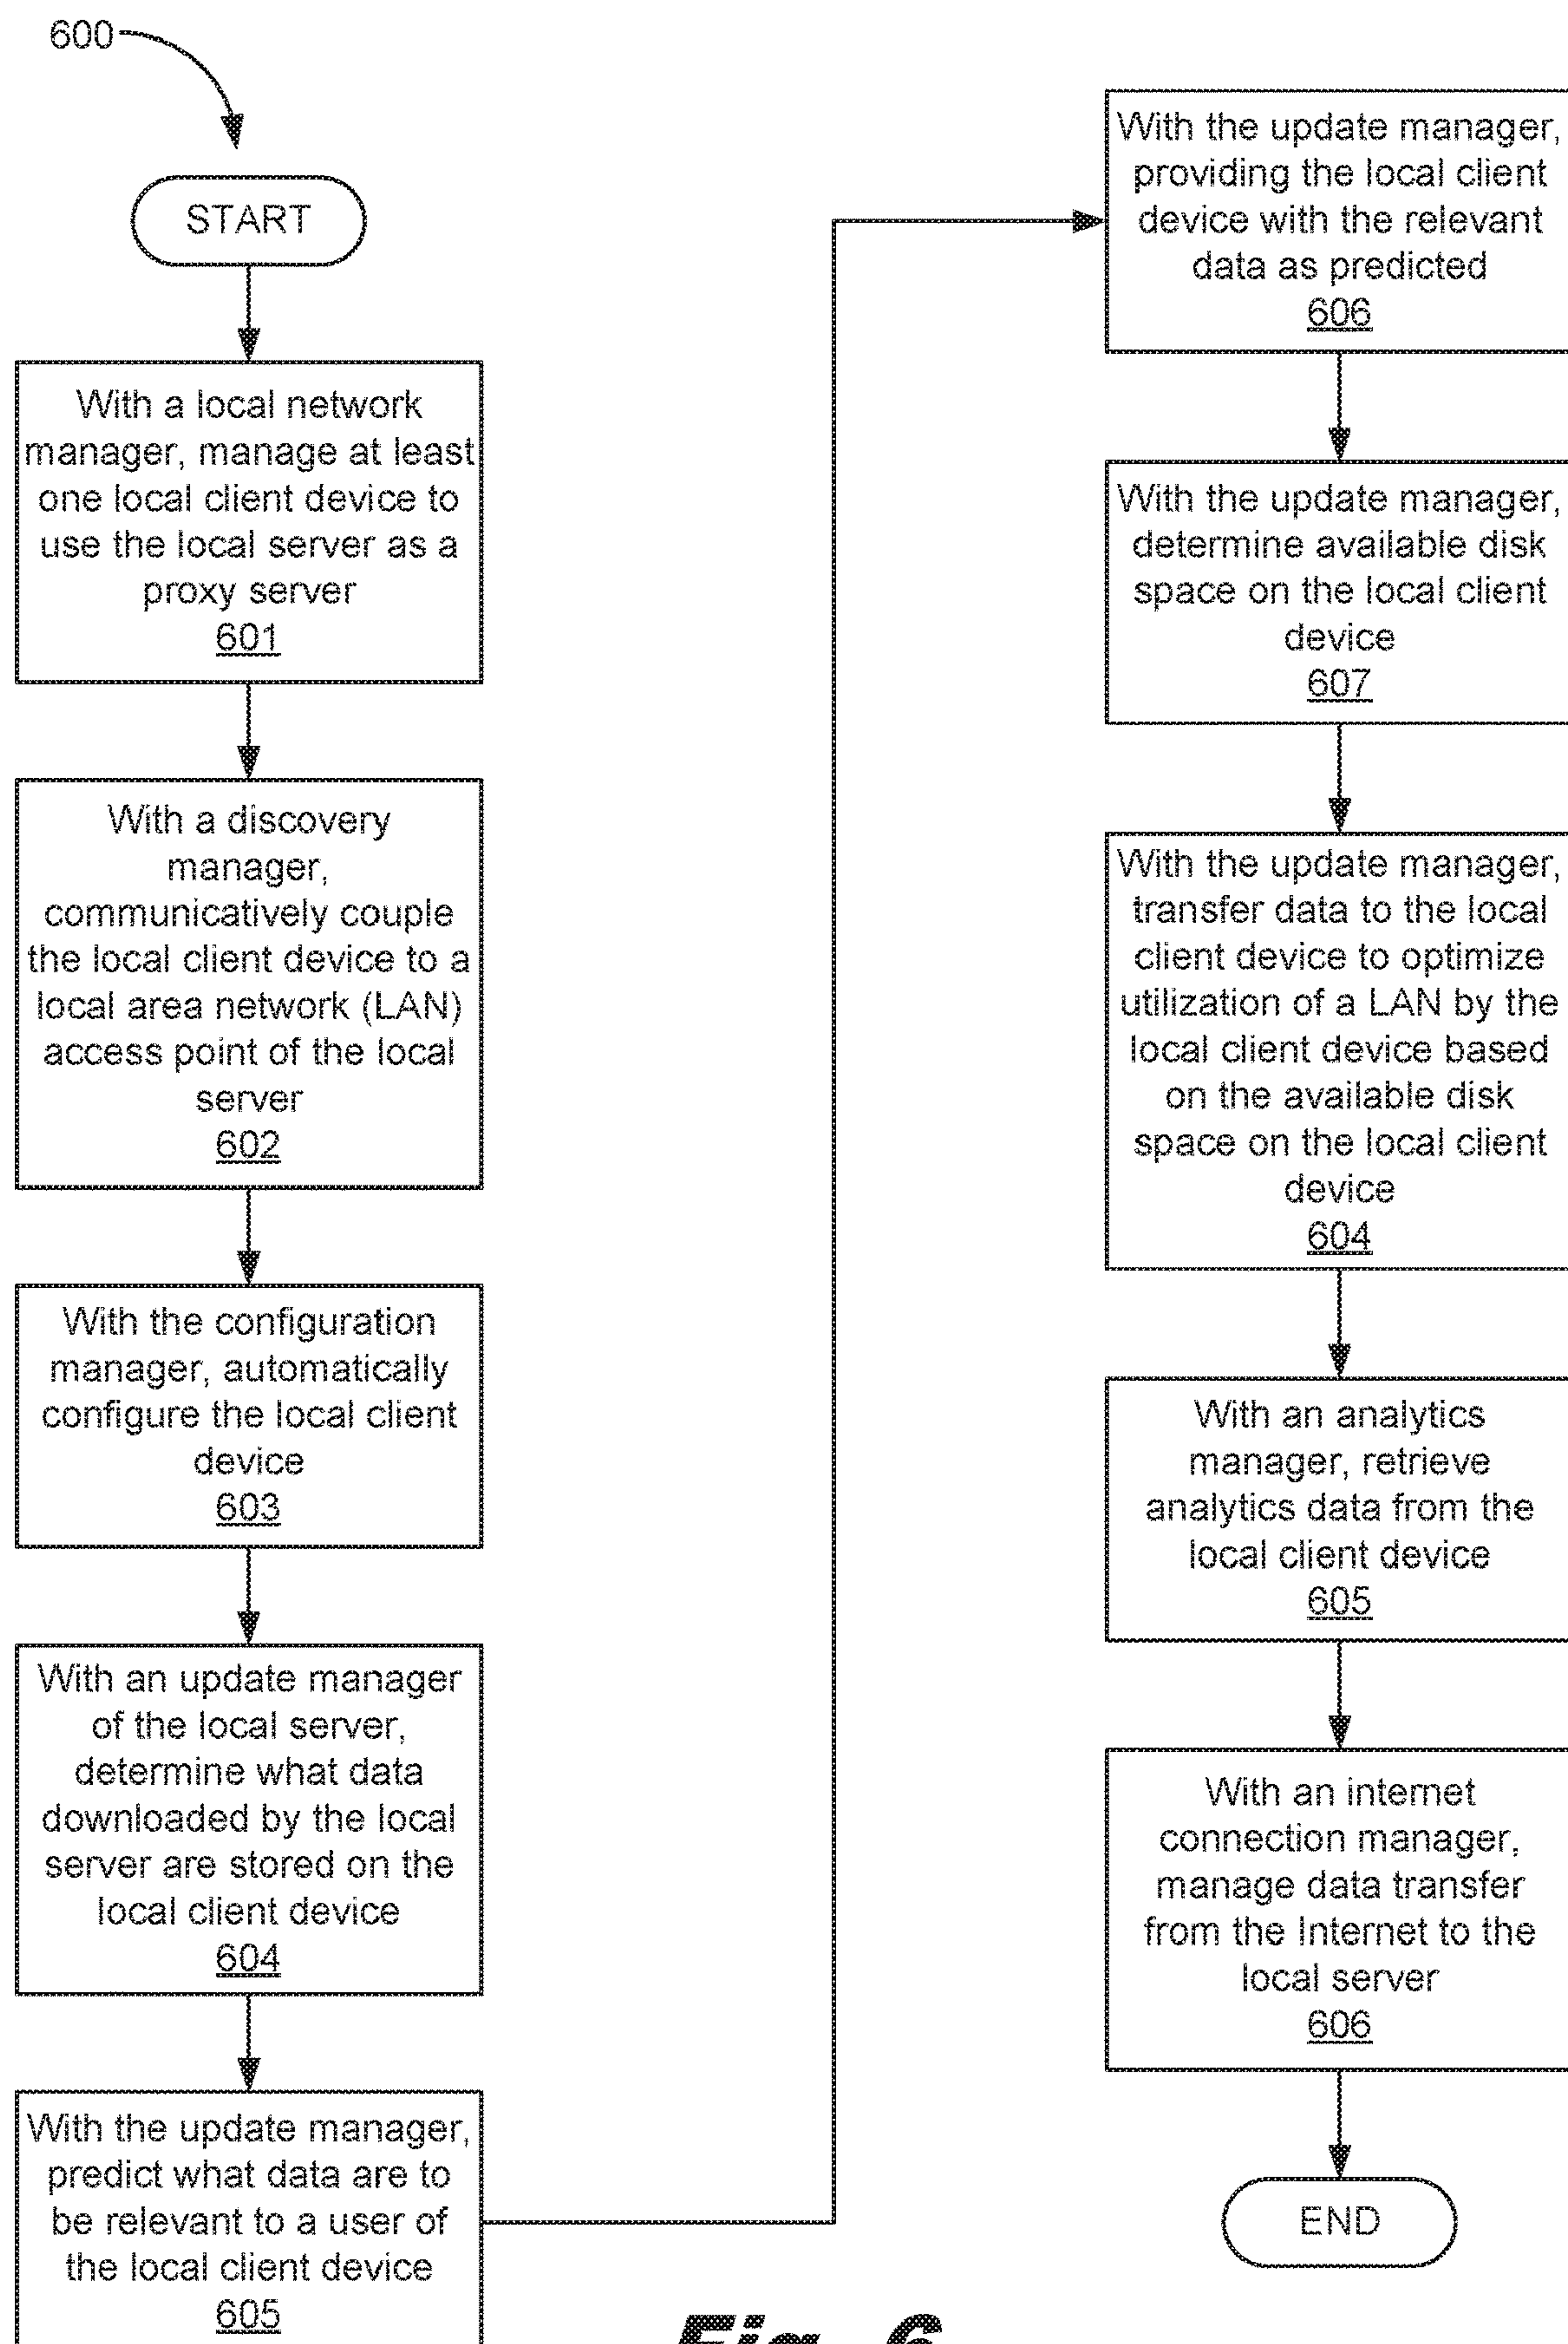 600
START
With a local network
manager, manage at least
one local client device to
use the local server as a
proxy server
601
With a discovery
manager,
communicatively couple
the local client device to a
local area network (LAN)
access point of the local
server
602
With the configuration
manager, automatically
configure the local client
device
603
With an update manager
of the local server,
determine what data
downloaded by the local
server are stored on the
local client device
604
With the update manager,
predict what data are to
be relevant to a user of
the local client device
605
With the update manager,
providing the local client
device with the relevant
data as predicted
606
With the update manager,
determine available disk
space on the local client
device
607
With the update manager,
transfer data to the local
client device to optimize
utilization of a LAN by the
local client device based
on the available disk
space on the local client
device
604
With an analytics
manager, retrieve
analytics data from the
local client device
605
With an internet
connection manager,
manage data transfer
from the Internet to the
local server
606
END
Fig. 6